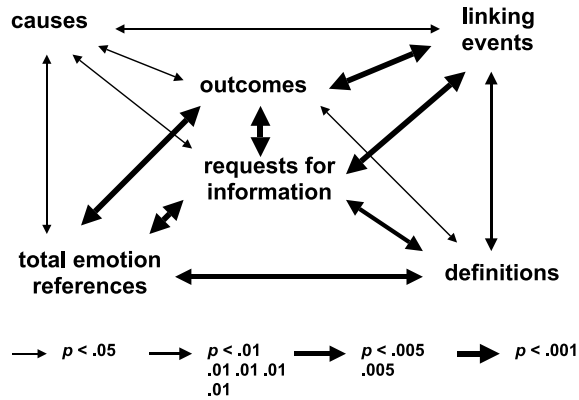 causes
linking
events
outcomes
requests for
information
total emotion
references
definitions
p < .05
p < .01
.01 .01 .01
.01
p < .005
.005
p < .001